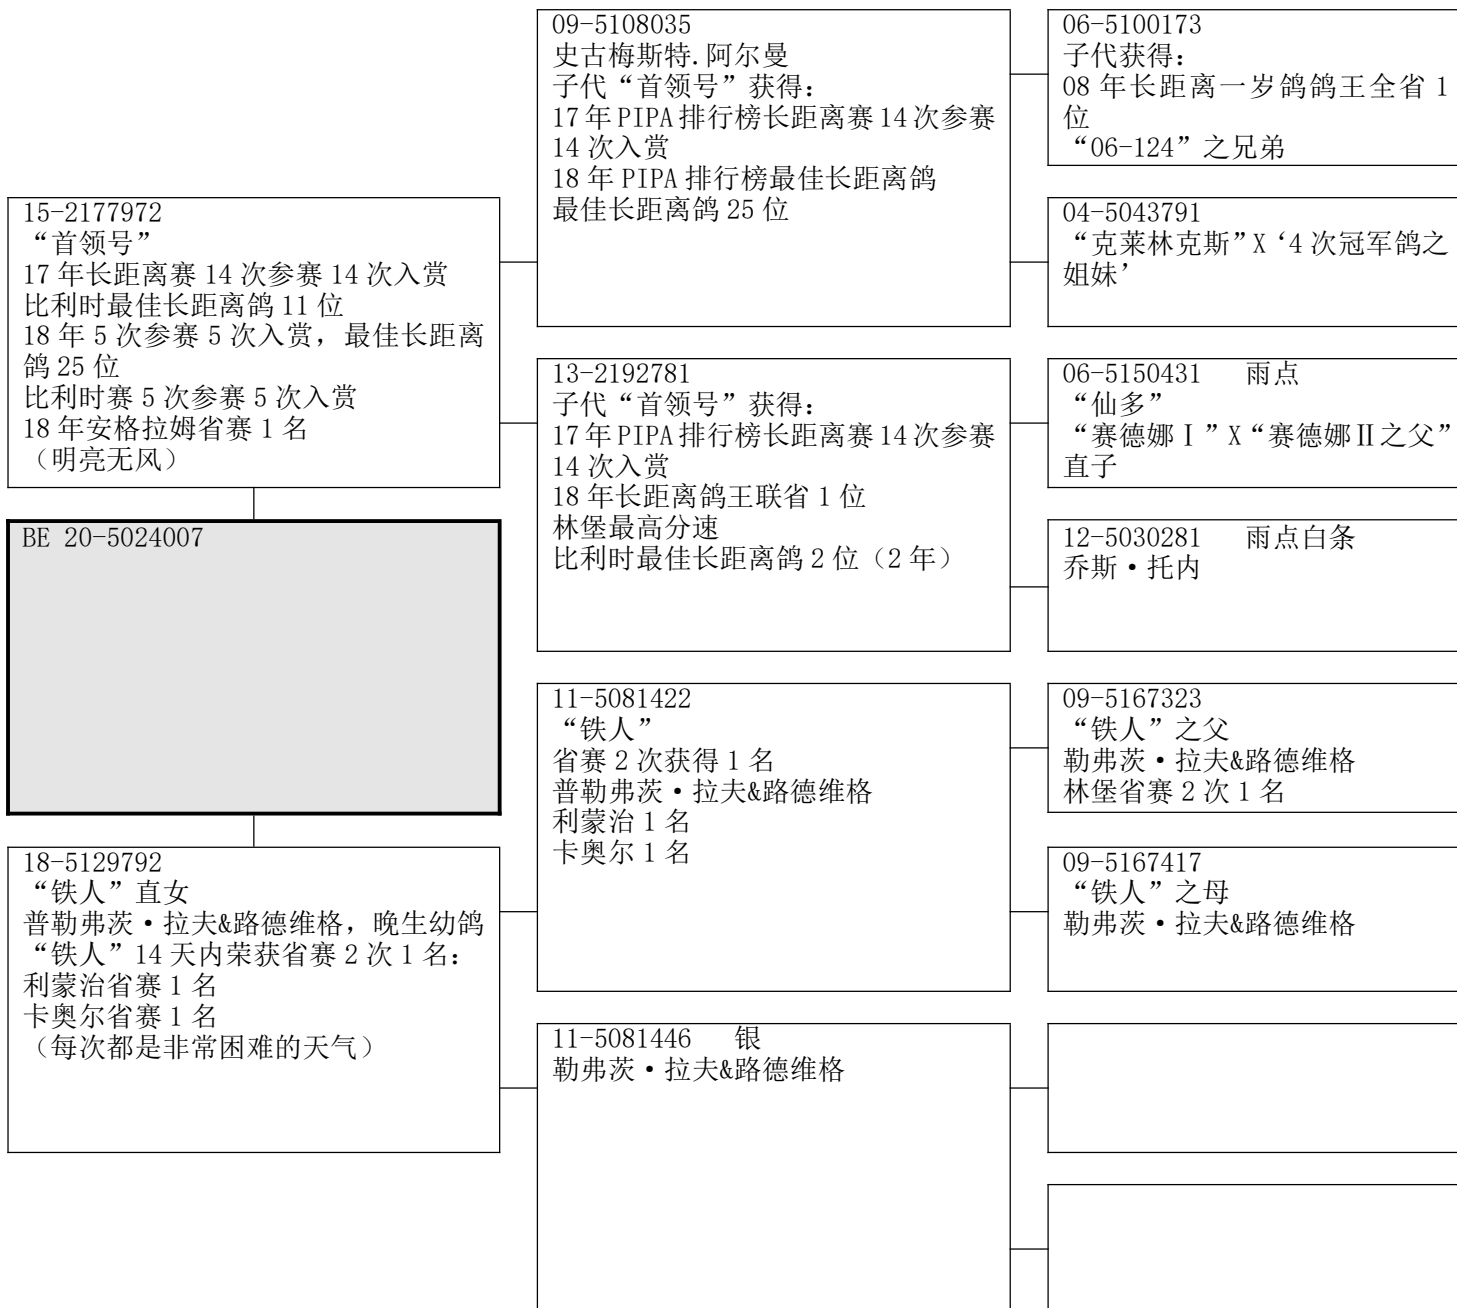 09-5108035
史古梅斯特.阿尔曼
子代“首领号”获得：
17年PIPA排行榜长距离赛14次参赛
14次入赏
18年PIPA排行榜最佳长距离鸽
最佳长距离鸽25位
06-5100173
子代获得：
08年长距离一岁鸽鸽王全省1
位
“06-124”之兄弟
15-2177972
“首领号”
17年长距离赛14次参赛14次入赏
比利时最佳长距离鸽11位
18年5次参赛5次入赏，最佳长距离
鸽25位
比利时赛5次参赛5次入赏
18年安格拉姆省赛1名
（明亮无风）
04-5043791
“克莱林克斯”X‘4次冠军鸽之
姐妹’
13-2192781
子代“首领号”获得：
17年PIPA排行榜长距离赛14次参赛
14次入赏
18年长距离鸽王联省1位
林堡最高分速
比利时最佳长距离鸽2位（2年）
06-5150431 雨点
“仙多”
“赛德娜Ⅰ”X“赛德娜Ⅱ之父”
直子
BE 20-5024007
12-5030281 雨点白条
乔斯·托内
11-5081422
“铁人”
省赛2次获得1名
普勒弗茨·拉夫&路德维格
利蒙治1名
卡奥尔1名
09-5167323
“铁人”之父
勒弗茨·拉夫&路德维格
林堡省赛2次1名
18-5129792
“铁人”直女
普勒弗茨·拉夫&路德维格，晚生幼鸽
“铁人”14天内荣获省赛2次1名：
利蒙治省赛1名
卡奥尔省赛1名
（每次都是非常困难的天气）
09-5167417
“铁人”之母
勒弗茨·拉夫&路德维格
11-5081446 银
勒弗茨·拉夫&路德维格